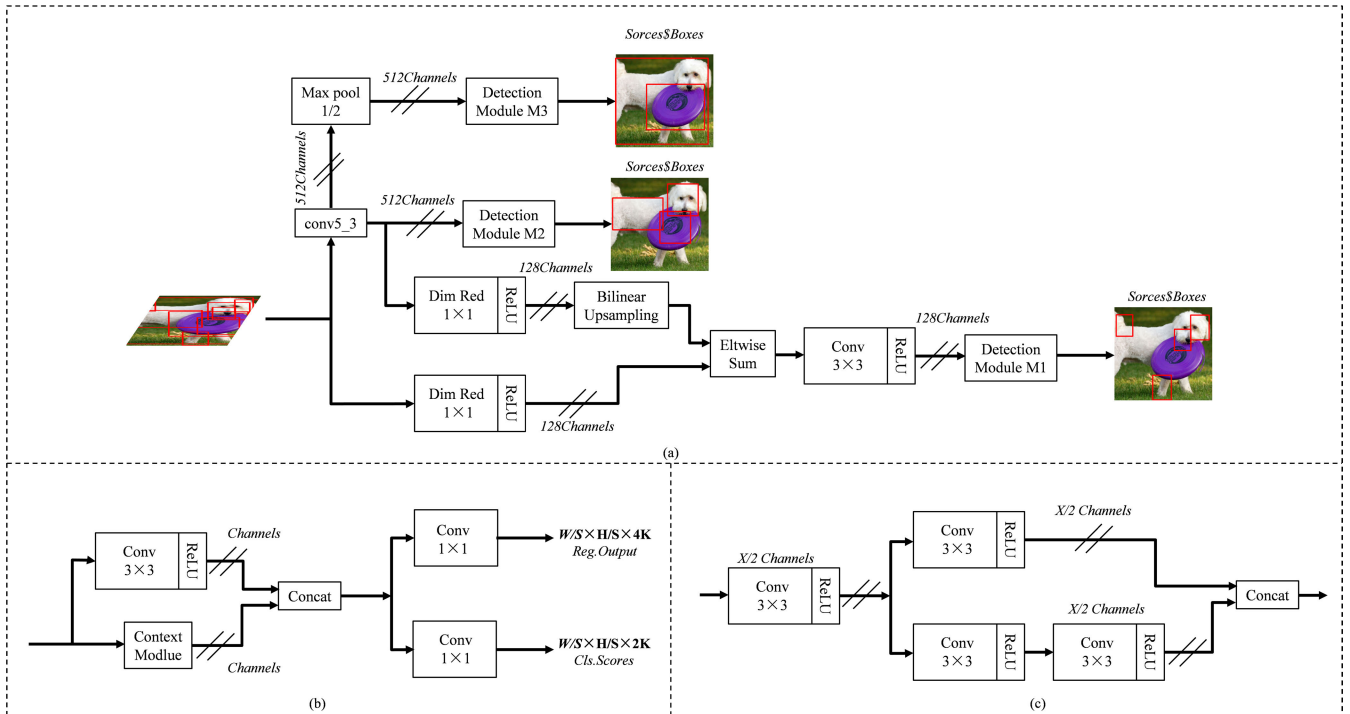 Sorces$Boxes
512Channels
Max pool
1/2
Detection
Module M3
512Channels
Sorces$Boxes
512Channels
conv5_3
Detection
Module M2
128Channels
Dim Red
1×1
ReLU
Bilinear
Upsampling
Sorces$Boxes
128Channels
Eltwise
Sum
Conv
3×3
ReLU
Detection
Module M1
Dim Red
1×1
ReLU
128Channels
(a)
Channels
Conv
3×3
ReLU
Context
Modlue
Channels
Concat
Conv
1×1
W/S×H/S×4K
Reg.Output
Conv
1×1
W/S×H/S×2K
Cls.Scores
(b)
X/2 Channels
Conv
3×3
ReLU
Conv
3×3
ReLU
X/2 Channels
Conv
3×3
ReLU
X/2 Channels
Conv
3×3
ReLU
Concat
(c)